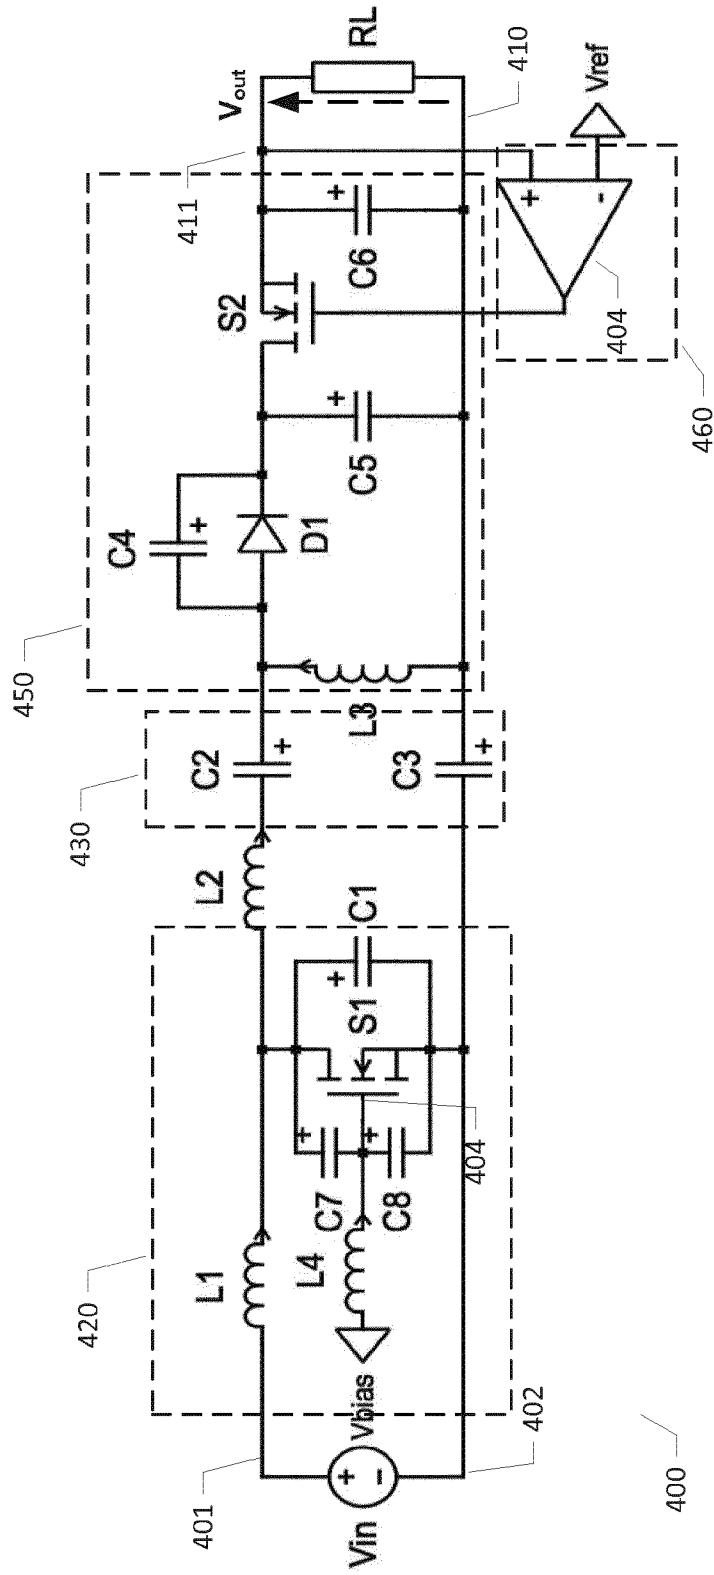 Vin
+
-
401
402
400
420
L1
Vbias
L4
C7
+
C8
+
404
S1
C1
+
L2
430
C2
+
C3
+
450
L3
C4
+
D1
C5
+
S2
C6
+
411
Vout
RL
410
+
-
404
Vref
460